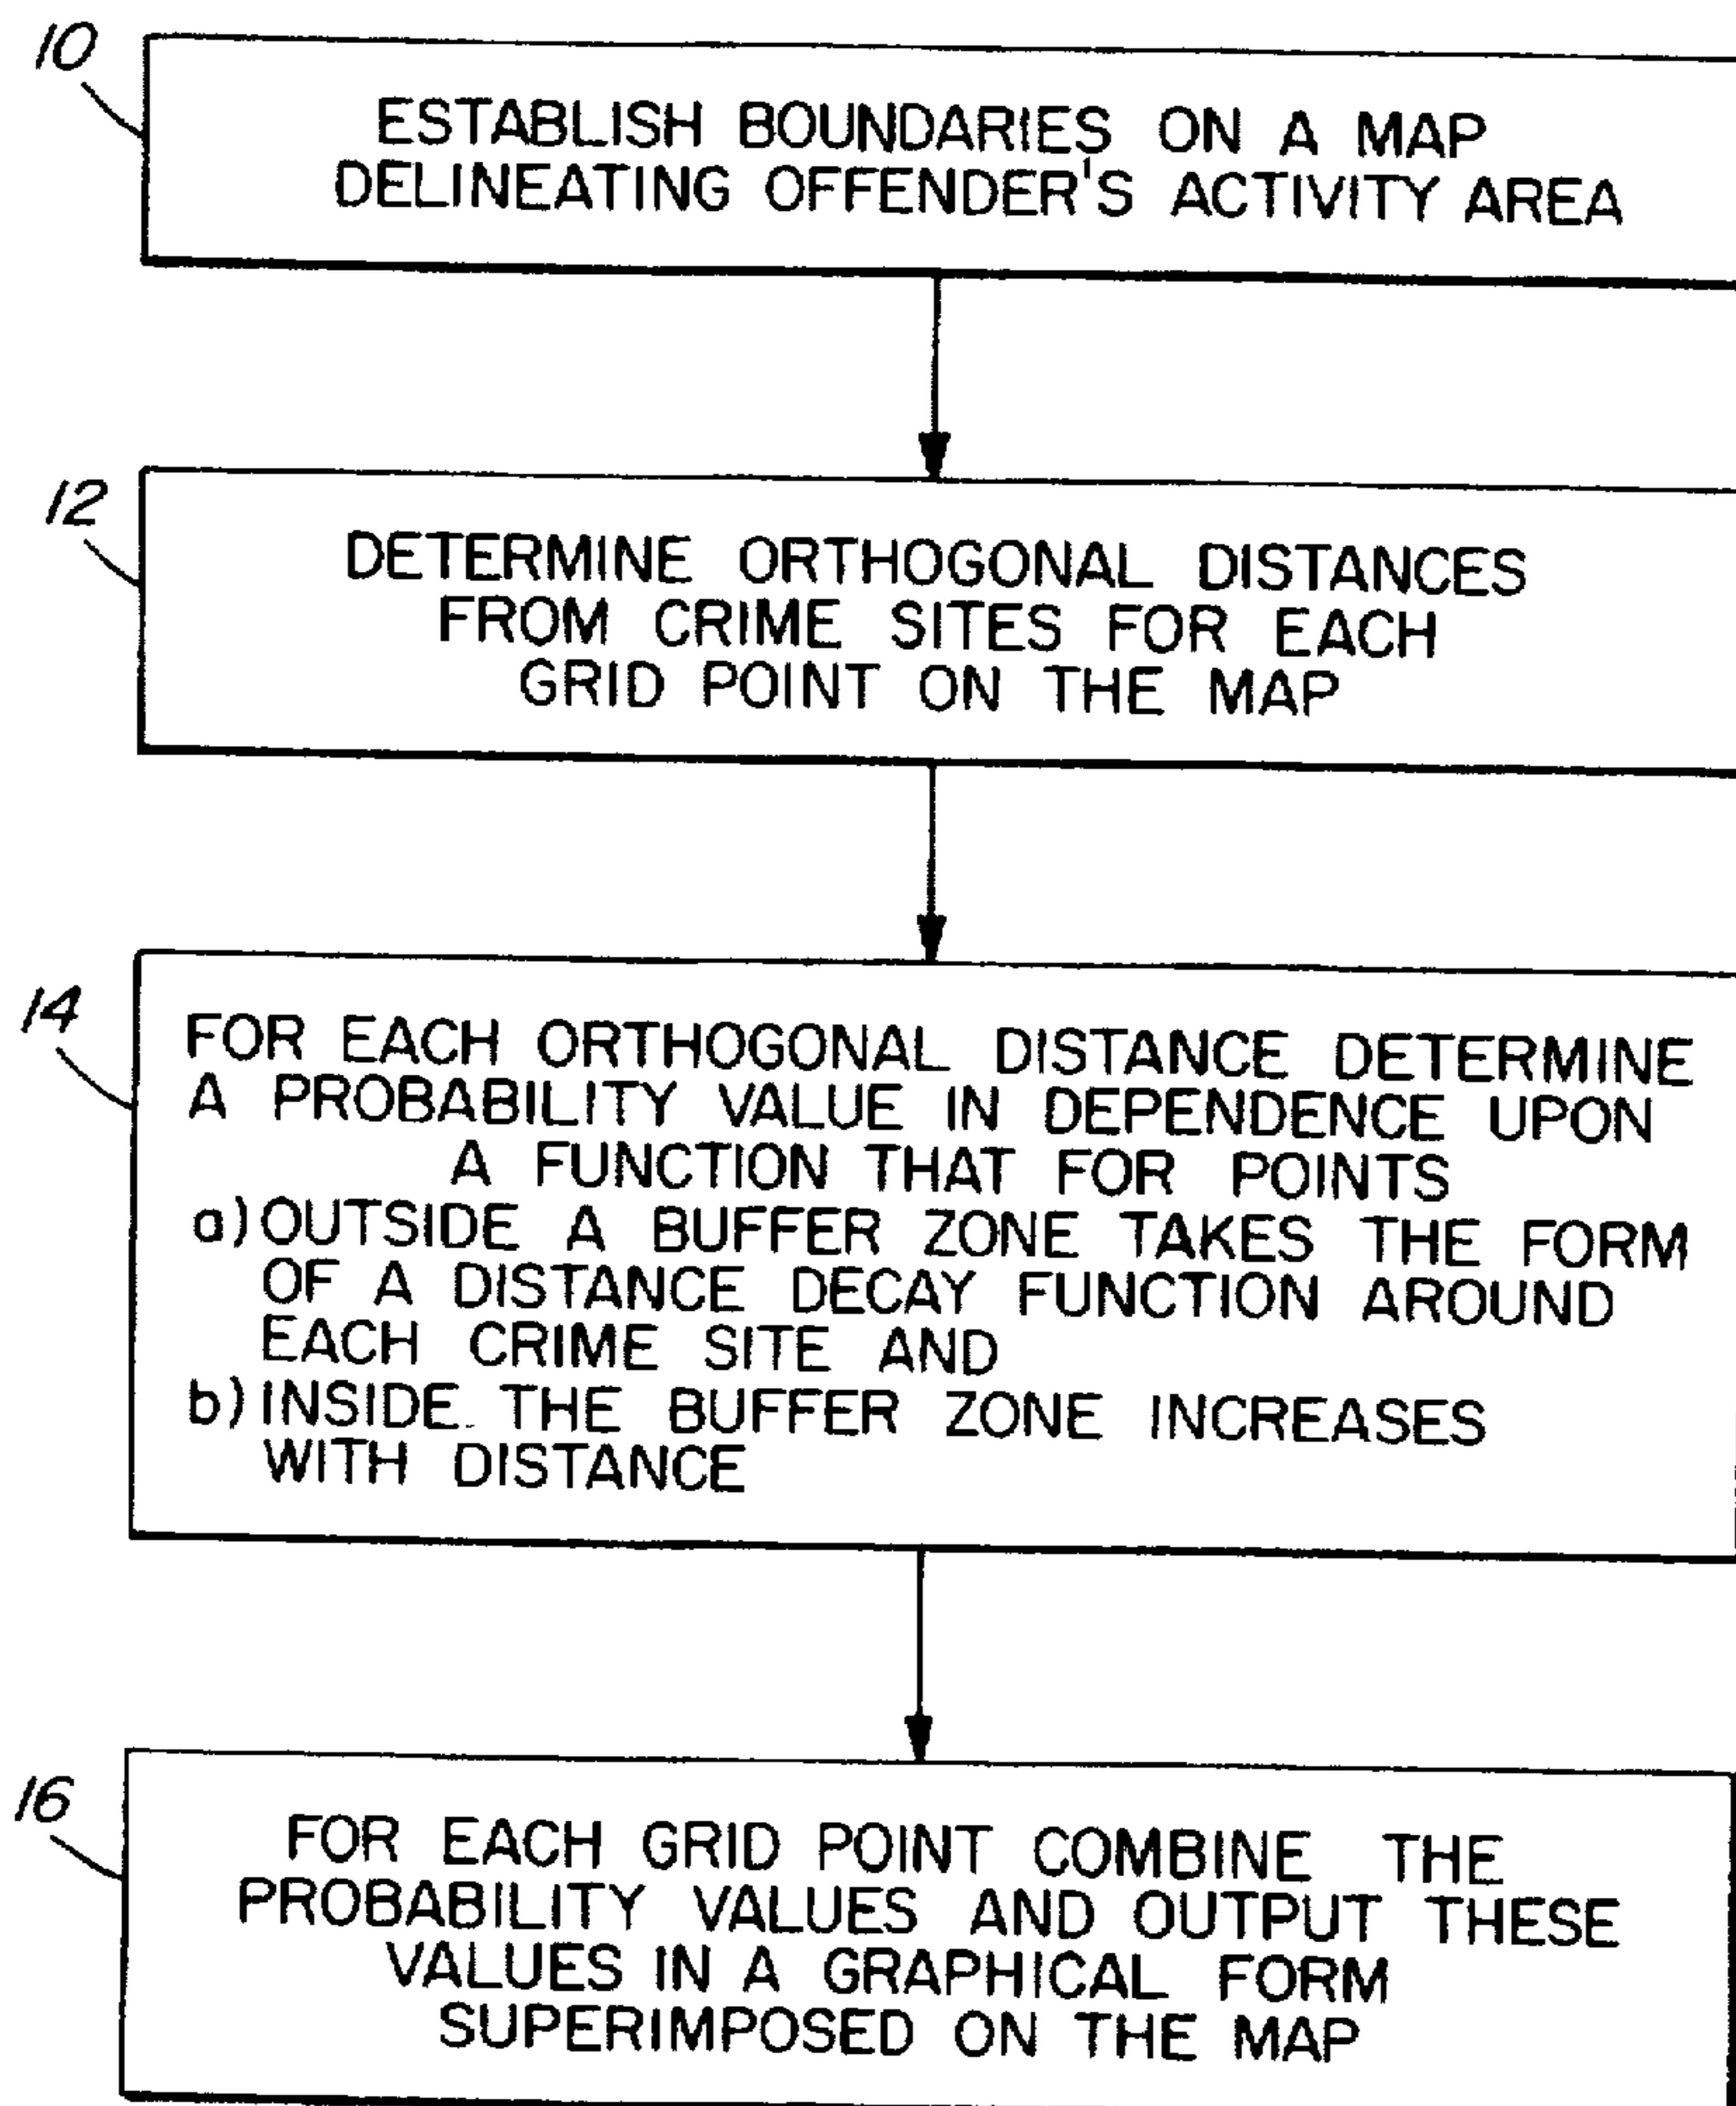 10
ESTABLISH BOUNDARIES ON A MAP
DELINEATING OFFENDER'S ACTIVITY AREA
12
DETERMINE ORTHOGONAL DISTANCES
FROM CRIME SITES FOR EACH
GRID POINT ON THE MAP
14
FOR EACH ORTHOGONAL DISTANCE DETERMINE
A PROBABILITY VALUE IN DEPENDENCE UPON
A FUNCTION THAT FOR POINTS
a) OUTSIDE A BUFFER ZONE TAKES THE FORM
OF A DISTANCE DECAY FUNCTION AROUND
EACH CRIME SITE AND
b) INSIDE THE BUFFER ZONE INCREASES
WITH DISTANCE
16
FOR EACH GRID POINT COMBINE THE
PROBABILITY VALUES AND OUTPUT THESE
VALUES IN A GRAPHICAL FORM
SUPERIMPOSED ON THE MAP